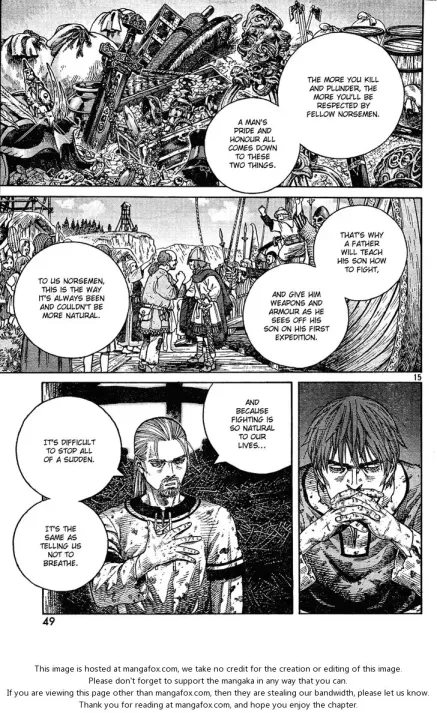 THE MORE YOU KILL
AND PLUNDER, THE
MORE YOU'LL BE
RESPECTED BY
FELLOW NORSEMEN.
A MAN'S
PRIDE AND
HONOUR ALL
COMES DOWN
TO THESE
TWO THINGS.
THAT'S WHY
A FATHER
WILL TEACH
HIS SON HOW
TO FIGHT,
AND GIVE HIM
WEAPONS AND
ARMOUR AS HE
SEES OFF HIS
SON ON HIS FIRST
EXPEDITION.
TO US NORSEMEN,
THIS IS THE WAY
IT'S ALWAYS BEEN
AND COULDN'T BE
MORE NATURAL.
15
AND
BECAUSE
FIGHTING IS
SO NATURAL
TO OUR
LIVES...
IT'S DIFFICULT
TO STOP ALL
OF A SUDDEN.
IT'S THE
SAME AS
TELLING US
NOT TO
BREATHE.
49
This image is hosted at mangafox.com, we take no credit for the creation or editing of this image.
Please don't forget to support the mangaka in any way that you can.
If you are viewing this page other than mangafox.com, then they are stealing our bandwidth, please let us know.
Thank you for reading at mangafox.com, and hope you enjoy the chapter.